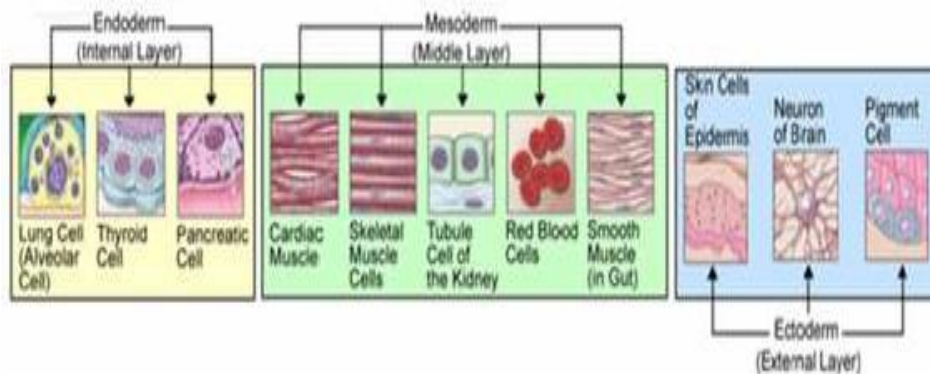 Endoderm
(Internal Layer)
Lung Cell
(Alveolar
Cell)
Thyroid
Cell
Pancreatic
Cell
Mesoderm
(Middle Layer)
Cardiac
Muscle
Skeletal
Muscle
Cells
Tubule
Cell of
the Kidney
Red Blood
Cells
Smooth
Muscle
(in Gut)
Skin Cells
of
Epidermis
Neuron
of Brain
Pigment
Cell
Ectoderm
(External Layer)